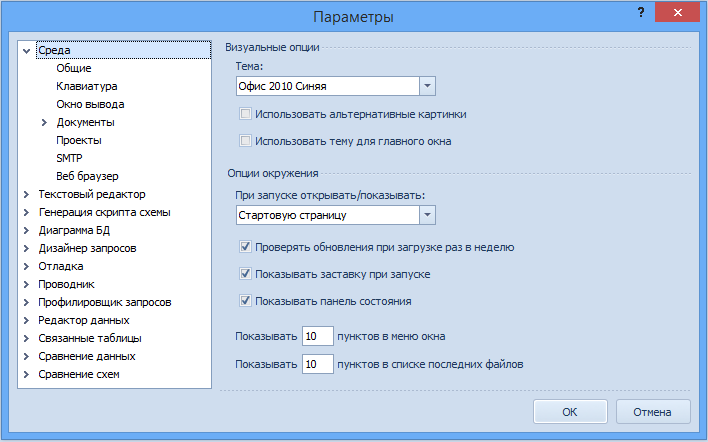 Параметры
?
Среда
Общие
Клавиатура
Окно вывода
Документы
Проекты
SMTP
Веб браузер
Текстовый редактор
Генерация скрипта схемы
Диаграмма БД
Дизайнер запросов
Отладка
Проводник
Профилировщик запросов
Редактор данных
Связанные таблицы
Сравнение данных
Сравнение схем
Визуальные опции
Тема:
Офис 2010 Синяя
Использовать альтернативные картинки
Использовать тему для главного окна
Опции окружения
При запуске открывать/показывать:
Стартовую страницу
Проверять обновления при загрузке раз в неделю
Показывать заставку при запуске
Показывать панель состояния
Показывать 10 пунктов в меню окна
Показывать 10 пунктов в списке последних файлов
OK
Отмена